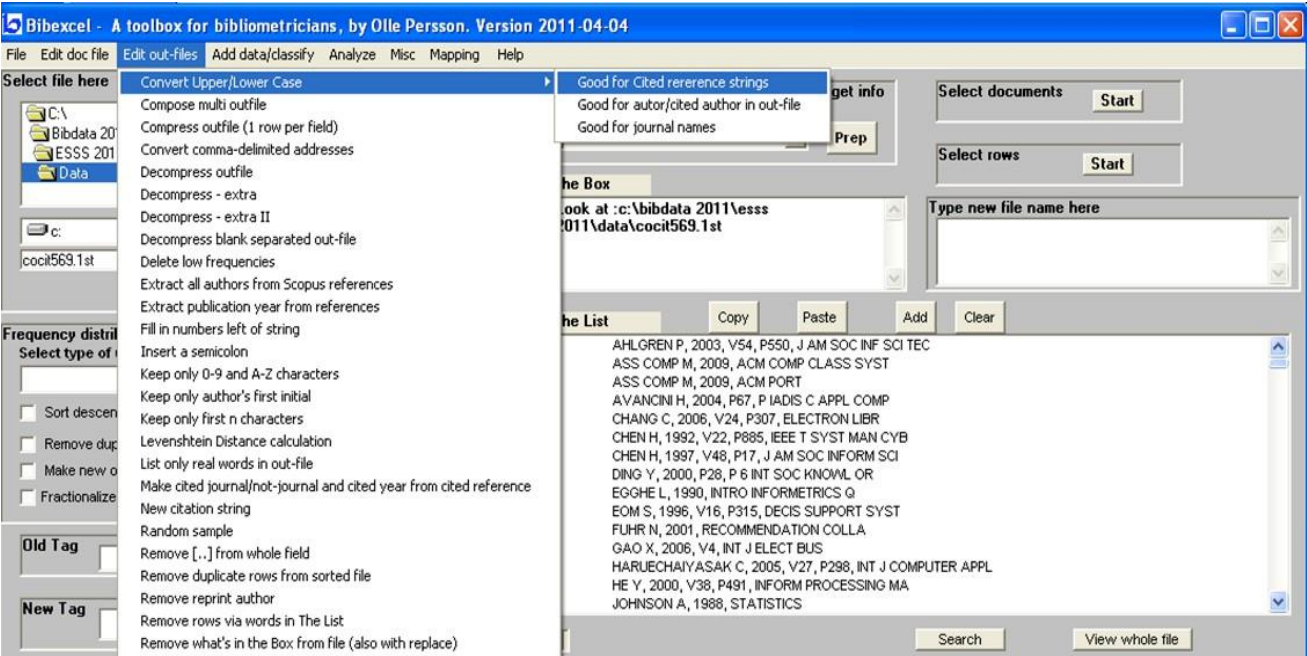 Bibexcel - A toolbox for bibliometricians, by Olle Persson. Version 2011-04-04
File Edit doc file Edit out-files Add data/classify Analyze Misc Mapping Help
Select file here
C:\
Bibdata 20
ESSS 201
Data
c:
cocit569.1st
Frequency distri
Select type of
Sort descen
Remove dup
Make new o
Fractionalize
Old Tag
New Tag
Convert Upper/Lower Case
Compose multi outfile
Compress outfile (1 row per field)
Convert comma-delimited addresses
Decompress outfile
Decompress - extra
Decompress - extra II
Decompress blank separated out-file
Delete low frequencies
Extract all authors from Scopus references
Extract publication year from references
Fill in numbers left of string
Insert a semicolon
Keep only 0-9 and A-Z characters
Keep only author's first initial
Keep only first n characters
Levenshtein Distance calculation
List only real words in out-file
Make cited journal/not-journal and cited year from cited reference
New citation string
Random sample
Remove [..] from whole field
Remove duplicate rows from sorted file
Remove reprint author
Remove rows via words in The List
Remove what's in the Box from file (also with replace)
Good for Cited rererence strings
Good for autor/cited author in out-file
Good for journal names
get info
Prep
Select documents
Start
Select rows
Start
he Box
ook at :c:\bibdata 2011\esss
2011\data\cocit569.1st
Type new file name here
he List
Copy Paste Add Clear
AHLGREN P, 2003, V54, P550, J AM SOC INF SCI TEC
ASS COMP M, 2009, ACM COMP CLASS SYST
ASS COMP M, 2009, ACM PORT
AVANCINI H, 2004, P67, P IADIS C APPL COMP
CHANG C, 2006, V24, P307, ELECTRON LIBR
CHEN H, 1992, V22, P885, IEEE T SYST MAN CYB
CHEN H, 1997, V48, P17, J AM SOC INFORM SCI
DING Y, 2000, P28, P 6 INT SOC KNOWL OR
EGGHE L, 1990, INTRO INFORMETRICS Q
EOM S, 1996, V16, P315, DECIS SUPPORT SYST
FUHR N, 2001, RECOMMENDATION COLLA
GAO X, 2006, V4, INT J ELECT BUS
HARUECHAIYASAK C, 2005, V27, P298, INT J COMPUTER APPL
HE Y, 2000, V38, P491, INFORM PROCESSING MA
JOHNSON A, 1988, STATISTICS
Search View whole file